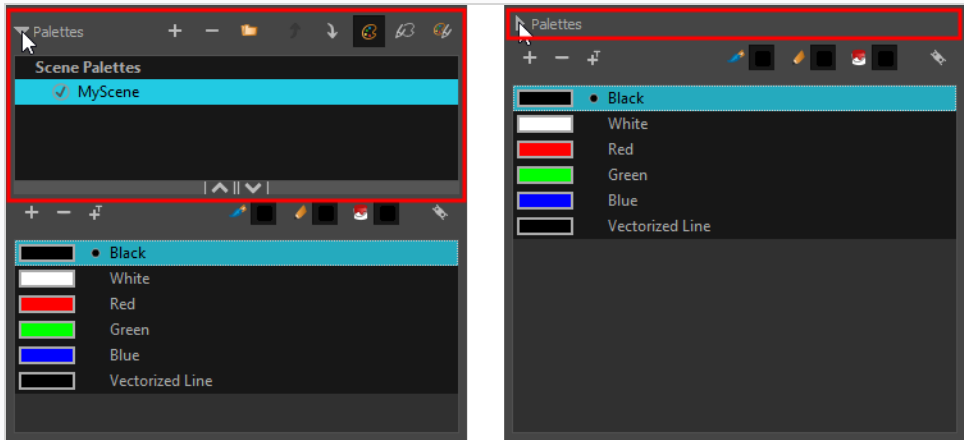 Palettes
Scene Palettes
MyScene
Black
White
Red
Green
Blue
Vectorized Line
Palettes
Black
White
Red
Green
Blue
Vectorized Line